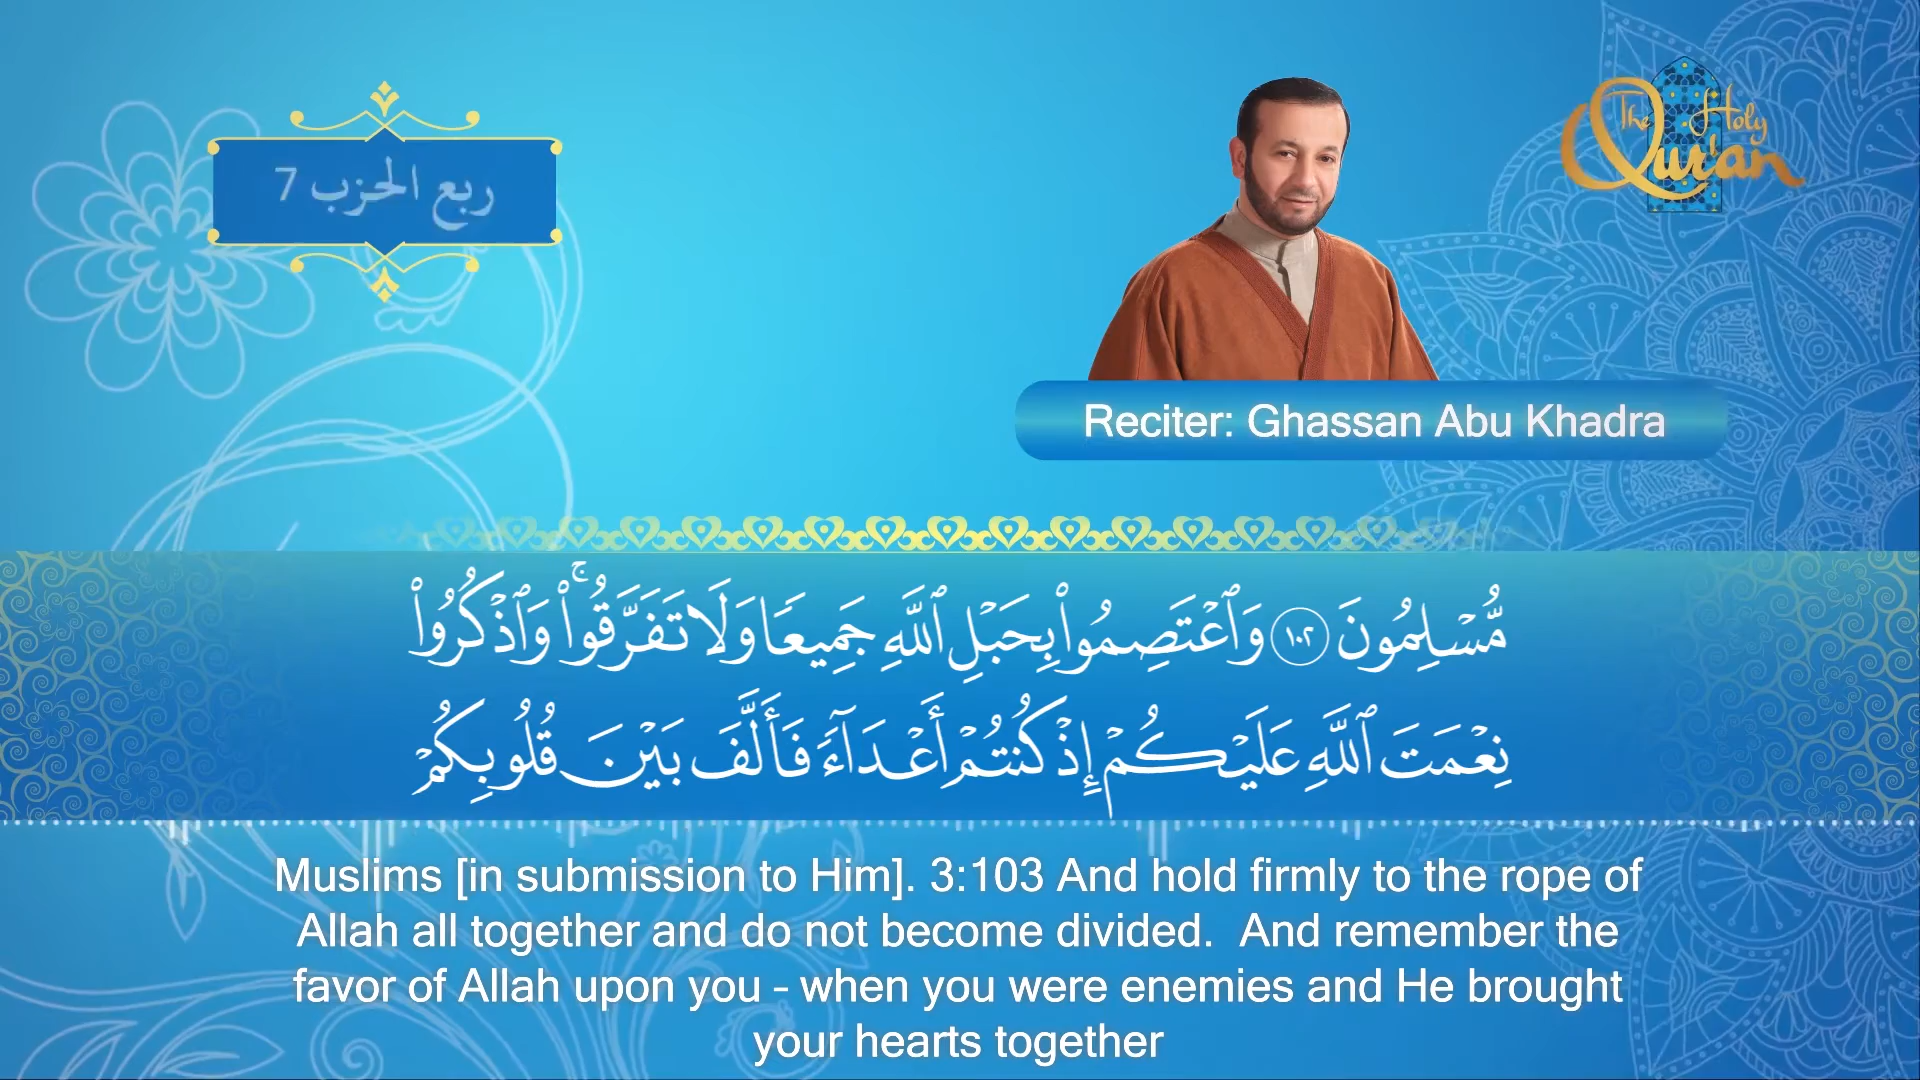 ربع الحزب 7
The Holy
Qur'an
Reciter: Ghassan Abu Khadra
مُّسۡلِمُونَ ١٠٢ وَٱعۡتَصِمُواْ بِحَبۡلِ ٱللَّهِ جَمِيعٗا وَلَا تَفَرَّقُواْۚ وَٱذۡكُرُواْ
نِعۡمَتَ ٱللَّهِ عَلَيۡكُمۡ إِذۡ كُنتُمۡ أَعۡدَآءٗ فَأَلَّفَ بَيۡنَ قُلُوبِكُمۡ
Muslims [in submission to Him]. 3:103 And hold firmly to the rope of
Allah all together and do not become divided.  And remember the
favor of Allah upon you – when you were enemies and He brought
your hearts together